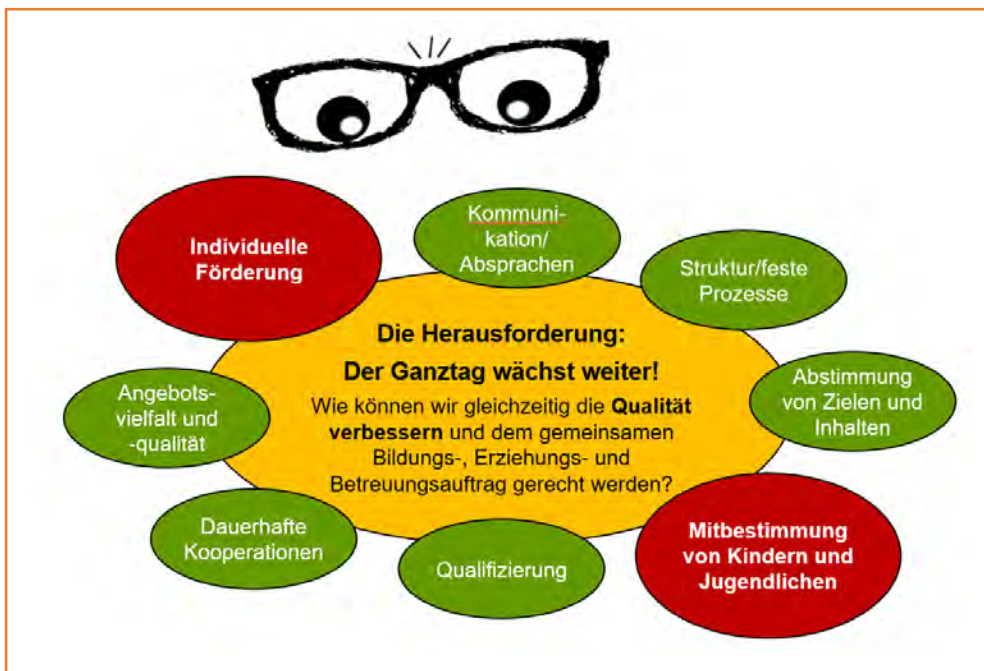 Kommuni-
kation/
Absprachen
Individuelle
Förderung
Struktur/feste
Prozesse
Die Herausforderung:
Der Ganztag wächst weiter!
Wie können wir gleichzeitig die Qualität
verbessern und dem gemeinsamen
Bildungs-, Erziehungs- und
Betreuungsauftrag gerecht werden?
Angebots-
vielfalt und
-qualität
Abstimmung
von Zielen und
Inhalten
Dauerhafte
Kooperationen
Qualifizierung
Mitbestimmung
von Kindern und
Jugendlichen